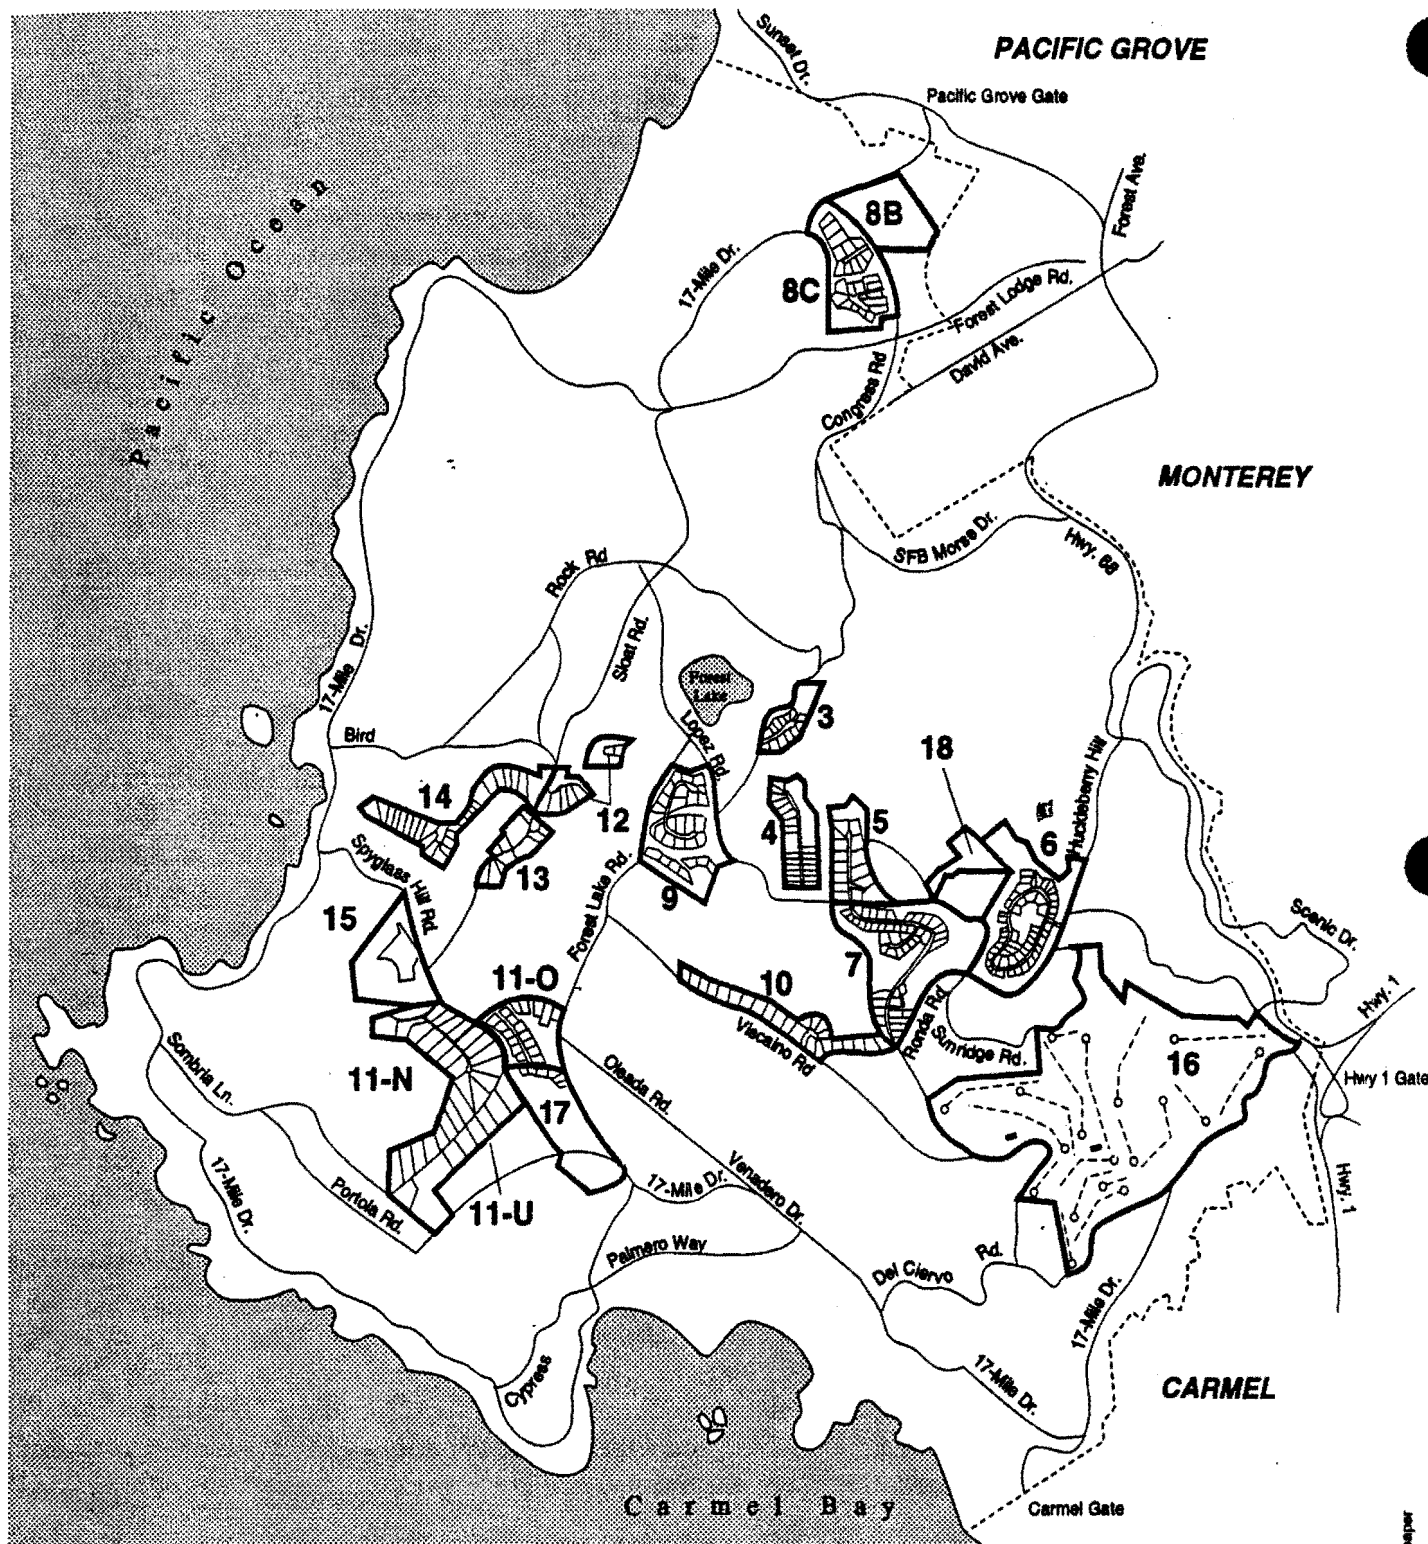 PACIFIC GROVE
Sunset Dr.
Pacific Grove Gate
Forest Ave.
Pacific Ocean
8B
17-Mile Dr.
8C
Forest Lodge Rd.
David Ave.
Congress Rd
MONTEREY
SFB Morse Dr.
Hwy. 68
Rock Rd
Sloat Rd.
17-Mile Dr.
Forest
Lake
3
Lopez Rd.
Bird
18
Huckleberry Hill
14
12
4
5
6
Spyglass Hill Rd
13
9
Forest Lake Rd.
15
Scenic Dr.
11-O
10
7
Viscaino Rd
Ronda Rd.
Sunridge Rd.
Hwy. 1
16
Hwy 1 Gate
Sombria Ln.
11-N
17
Oleada Rd.
17-Mile Dr.
Portola Rd.
11-U
17-Mile Dr.
Venadero Dr.
Hwy. 1
Palmero Way
Del Ciervo Rd.
17-Mile Dr.
Cypress
17-Mile Dr.
CARMEL
Carmel Bay
Carmel Gate